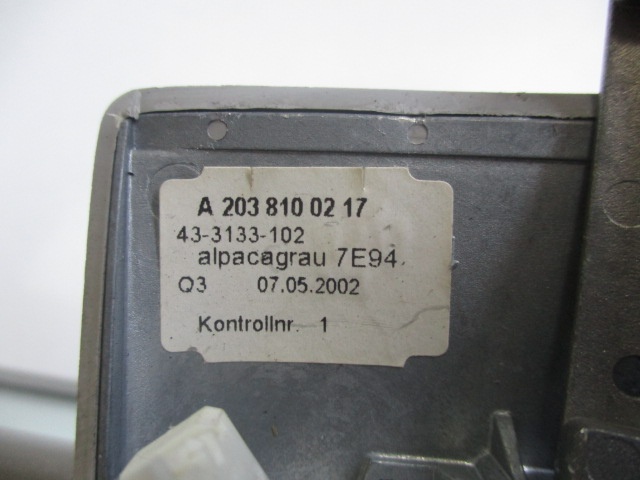 A 203 810 02 17
43-3133-102
alpacagrau 7E94
Q3 07.05.2002
Kontrollnr. 1